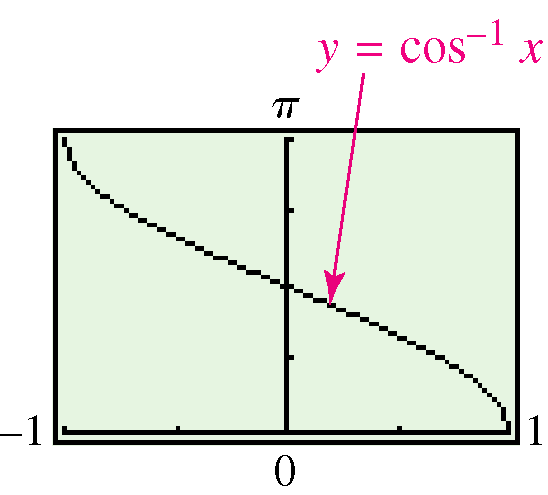 y = cos⁻¹ x
π
−1
1
0